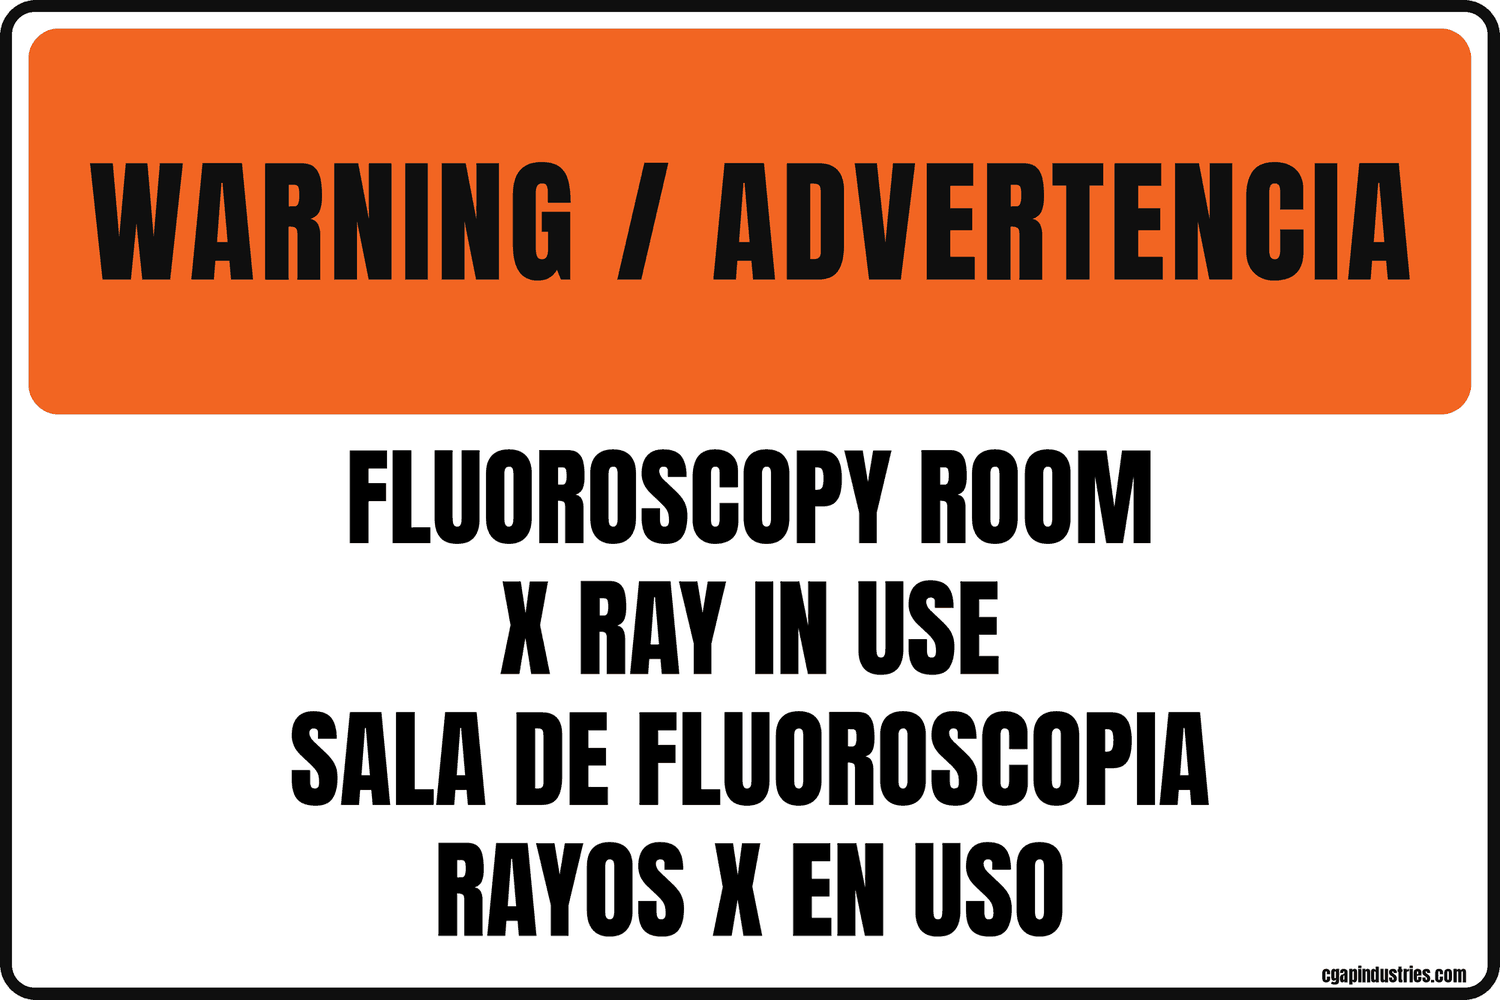 WARNING / ADVERTENCIA
FLUOROSCOPY ROOM
X RAY IN USE
SALA DE FLUOROSCOPIA
RAYOS X EN USO
cgapindustries.com